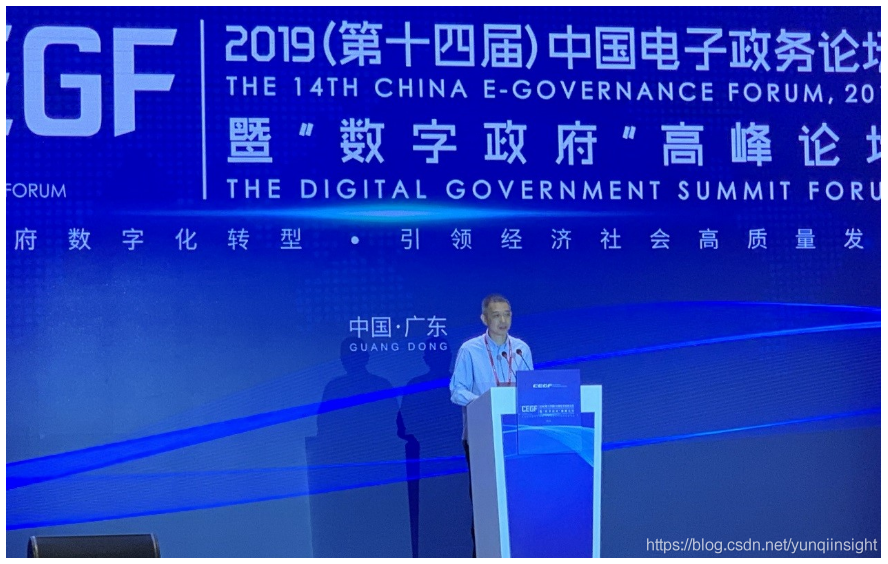 CEGF
2019(第十四届)中国电子政务论坛
THE 14TH CHINA E-GOVERNANCE FORUM, 20
暨"数字政府"高峰论坛
FORUM
THE DIGITAL GOVERNMENT SUMMIT FORU
府数字化转型·引领经济社会高质量发
中国·广东
GUANG DONG
CEGF
CEGF
https://blog.csdn.net/yunqiinsight